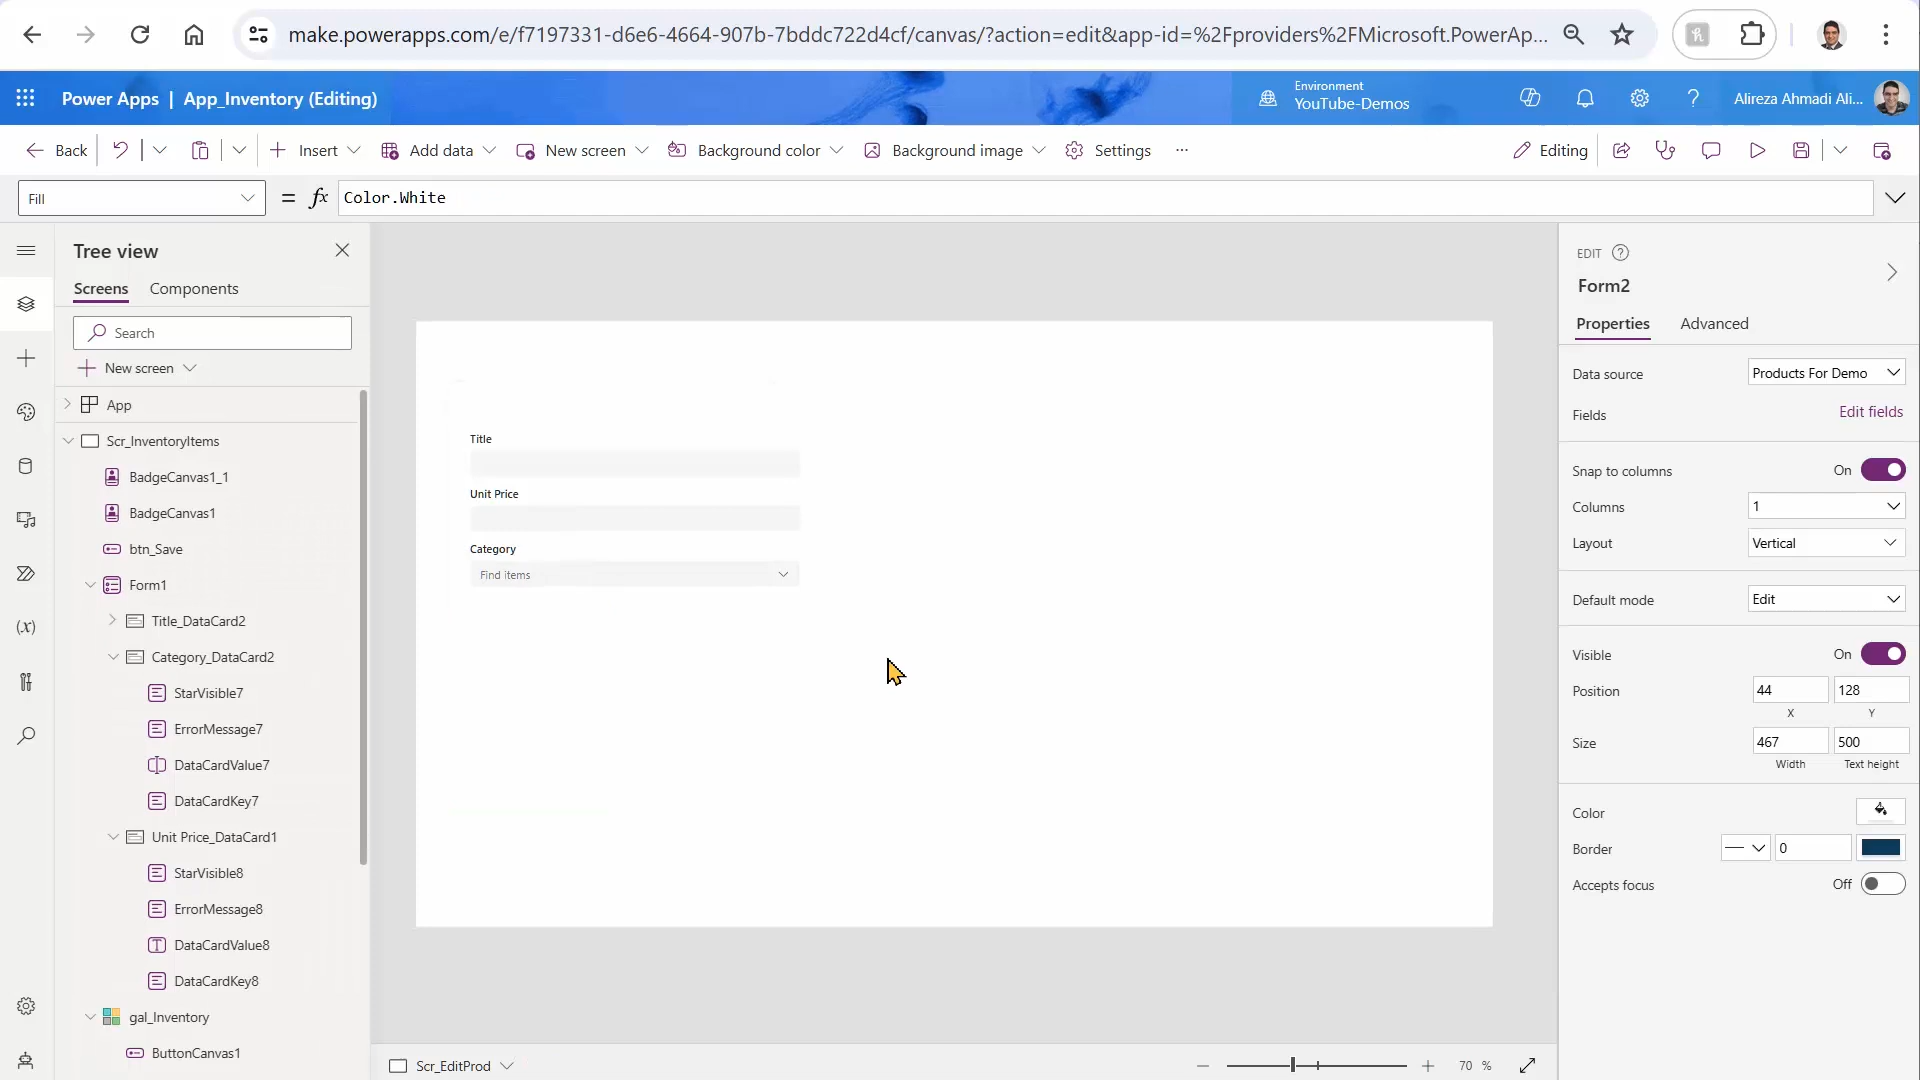 make.powerapps.com/e/f7197331-d6e6-4664-907b-7bddc722d4cf/canvas/?action=edit&app-id=%2Fproviders%2FMicrosoft.PowerAp...
Power Apps | App_Inventory (Editing)
Environment
YouTube-Demos
Alireza Ahmadi Ali...
Back
Insert
Add data
New screen
Background color
Background image
Settings
Editing
Fill
= fx Color.White
Tree view
Screens
Components
Search
New screen
App
Scr_InventoryItems
BadgeCanvas1_1
BadgeCanvas1
btn_Save
Form1
Title_DataCard2
Category_DataCard2
StarVisible7
ErrorMessage7
DataCardValue7
DataCardKey7
Unit Price_DataCard1
StarVisible8
ErrorMessage8
DataCardValue8
DataCardKey8
gal_Inventory
ButtonCanvas1
Title
Unit Price
Category
Find items
Scr_EditProd
70 %
EDIT
Form2
Properties
Advanced
Data source
Products For Demo
Fields
Edit fields
Snap to columns
On
Columns
1
Layout
Vertical
Default mode
Edit
Visible
On
Position
44
128
X
Y
Size
467
500
Width
Text height
Color
Border
0
Accepts focus
Off